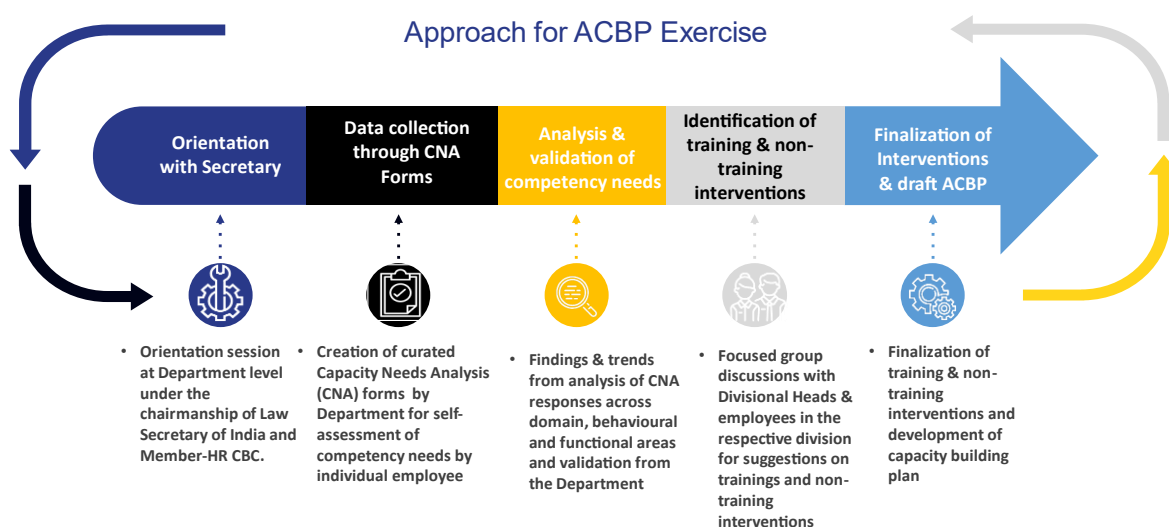 Approach for ACBP Exercise
Orientation
with Secretary
Data collection
through CNA
Forms
Analysis &
validation of
competency needs
Identification of
training & non-
training
interventions
Finalization of
Interventions
& draft ACBP
• Orientation session
at Department level
under the
chairmanship of Law
Secretary of India and
Member-HR CBC.
• Creation of curated
Capacity Needs Analysis
(CNA) forms by
Department for self-
assessment of
competency needs by
individual employee
• Findings & trends
from analysis of CNA
responses across
domain, behavioural
and functional areas
and validation from
the Department
• Focused group
discussions with
Divisional Heads &
employees in the
respective division
for suggestions on
trainings and non-
training
interventions
• Finalization of
training & non-
training
interventions and
development of
capacity building
plan